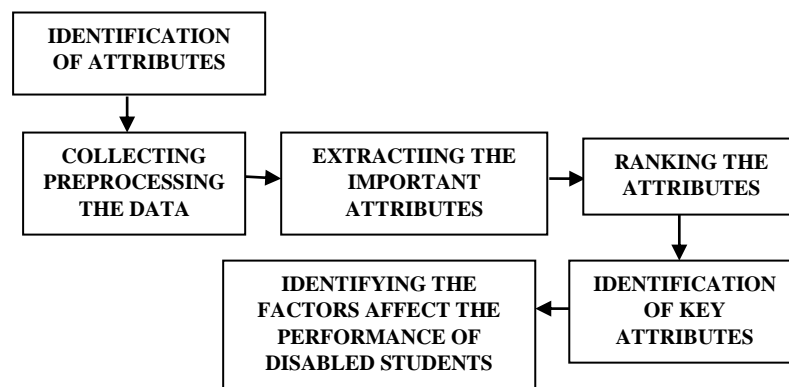 IDENTIFICATION
OF ATTRIBUTES
COLLECTING
PREPROCESSING
THE DATA
EXTRACTIING THE
IMPORTANT
ATTRIBUTES
RANKING THE
ATTRIBUTES
IDENTIFICATION
OF KEY
ATTRIBUTES
IDENTIFYING THE
FACTORS AFFECT THE
PERFORMANCE OF
DISABLED STUDENTS